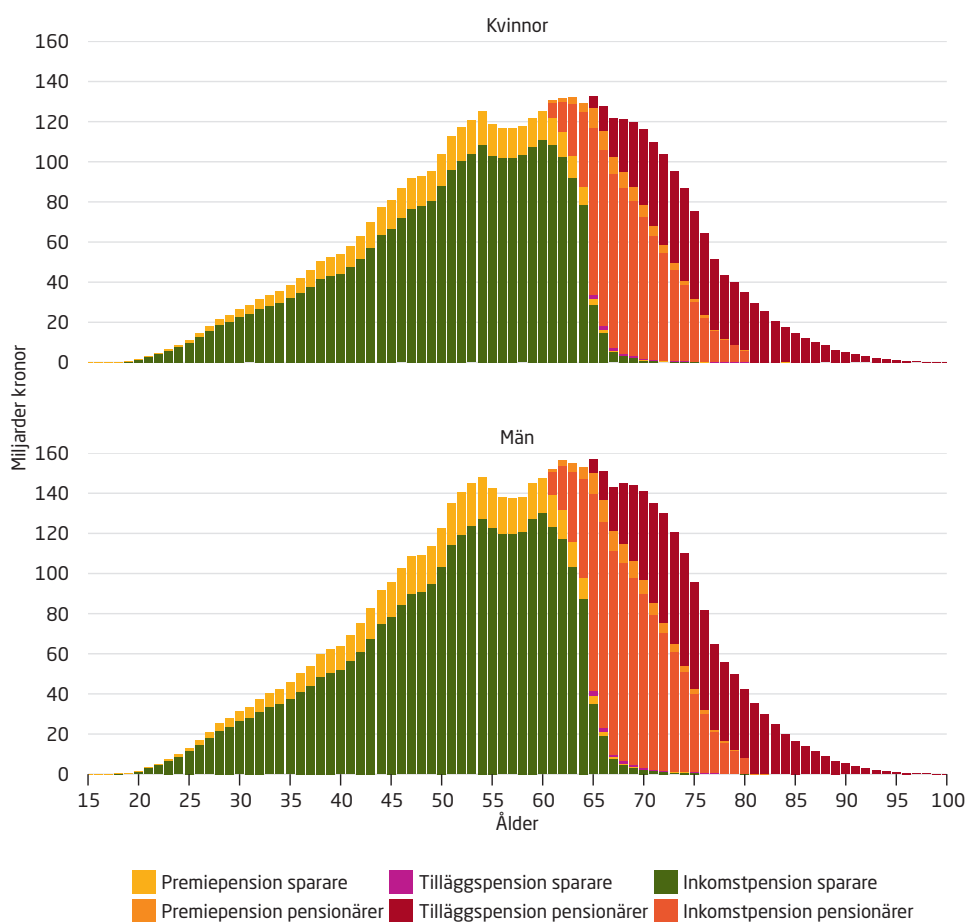 Kvinnor
160
140
120
100
80
60
40
20
0
Miljarder kronor
Män
160
140
120
100
80
60
40
20
0
15 20 25 30 35 40 45 50 55 60 65 70 75 80 85 90 95 100
Ålder
Premiepension sparare Tilläggspension sparare Inkomstpension sparare
Premiepension pensionärer Tilläggspension pensionärer Inkomstpension pensionärer